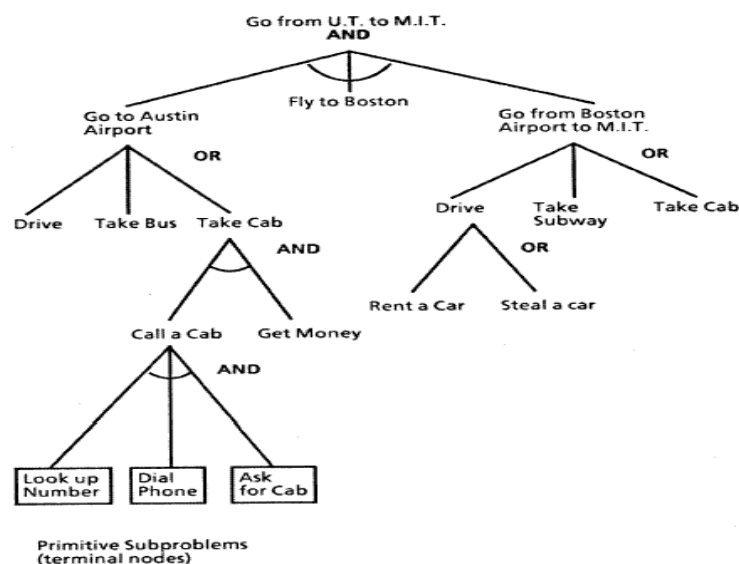 Go from U.T. to M.I.T.
AND
Go to Austin
Airport
Fly to Boston
Go from Boston
Airport to M.I.T.
OR
OR
Drive
Take Bus
Take Cab
Drive
Take
Subway
Take Cab
AND
OR
Call a Cab
Get Money
Rent a Car
Steal a car
AND
Look up
Number
Dial
Phone
Ask
for Cab
Primitive Subproblems
(terminal nodes)